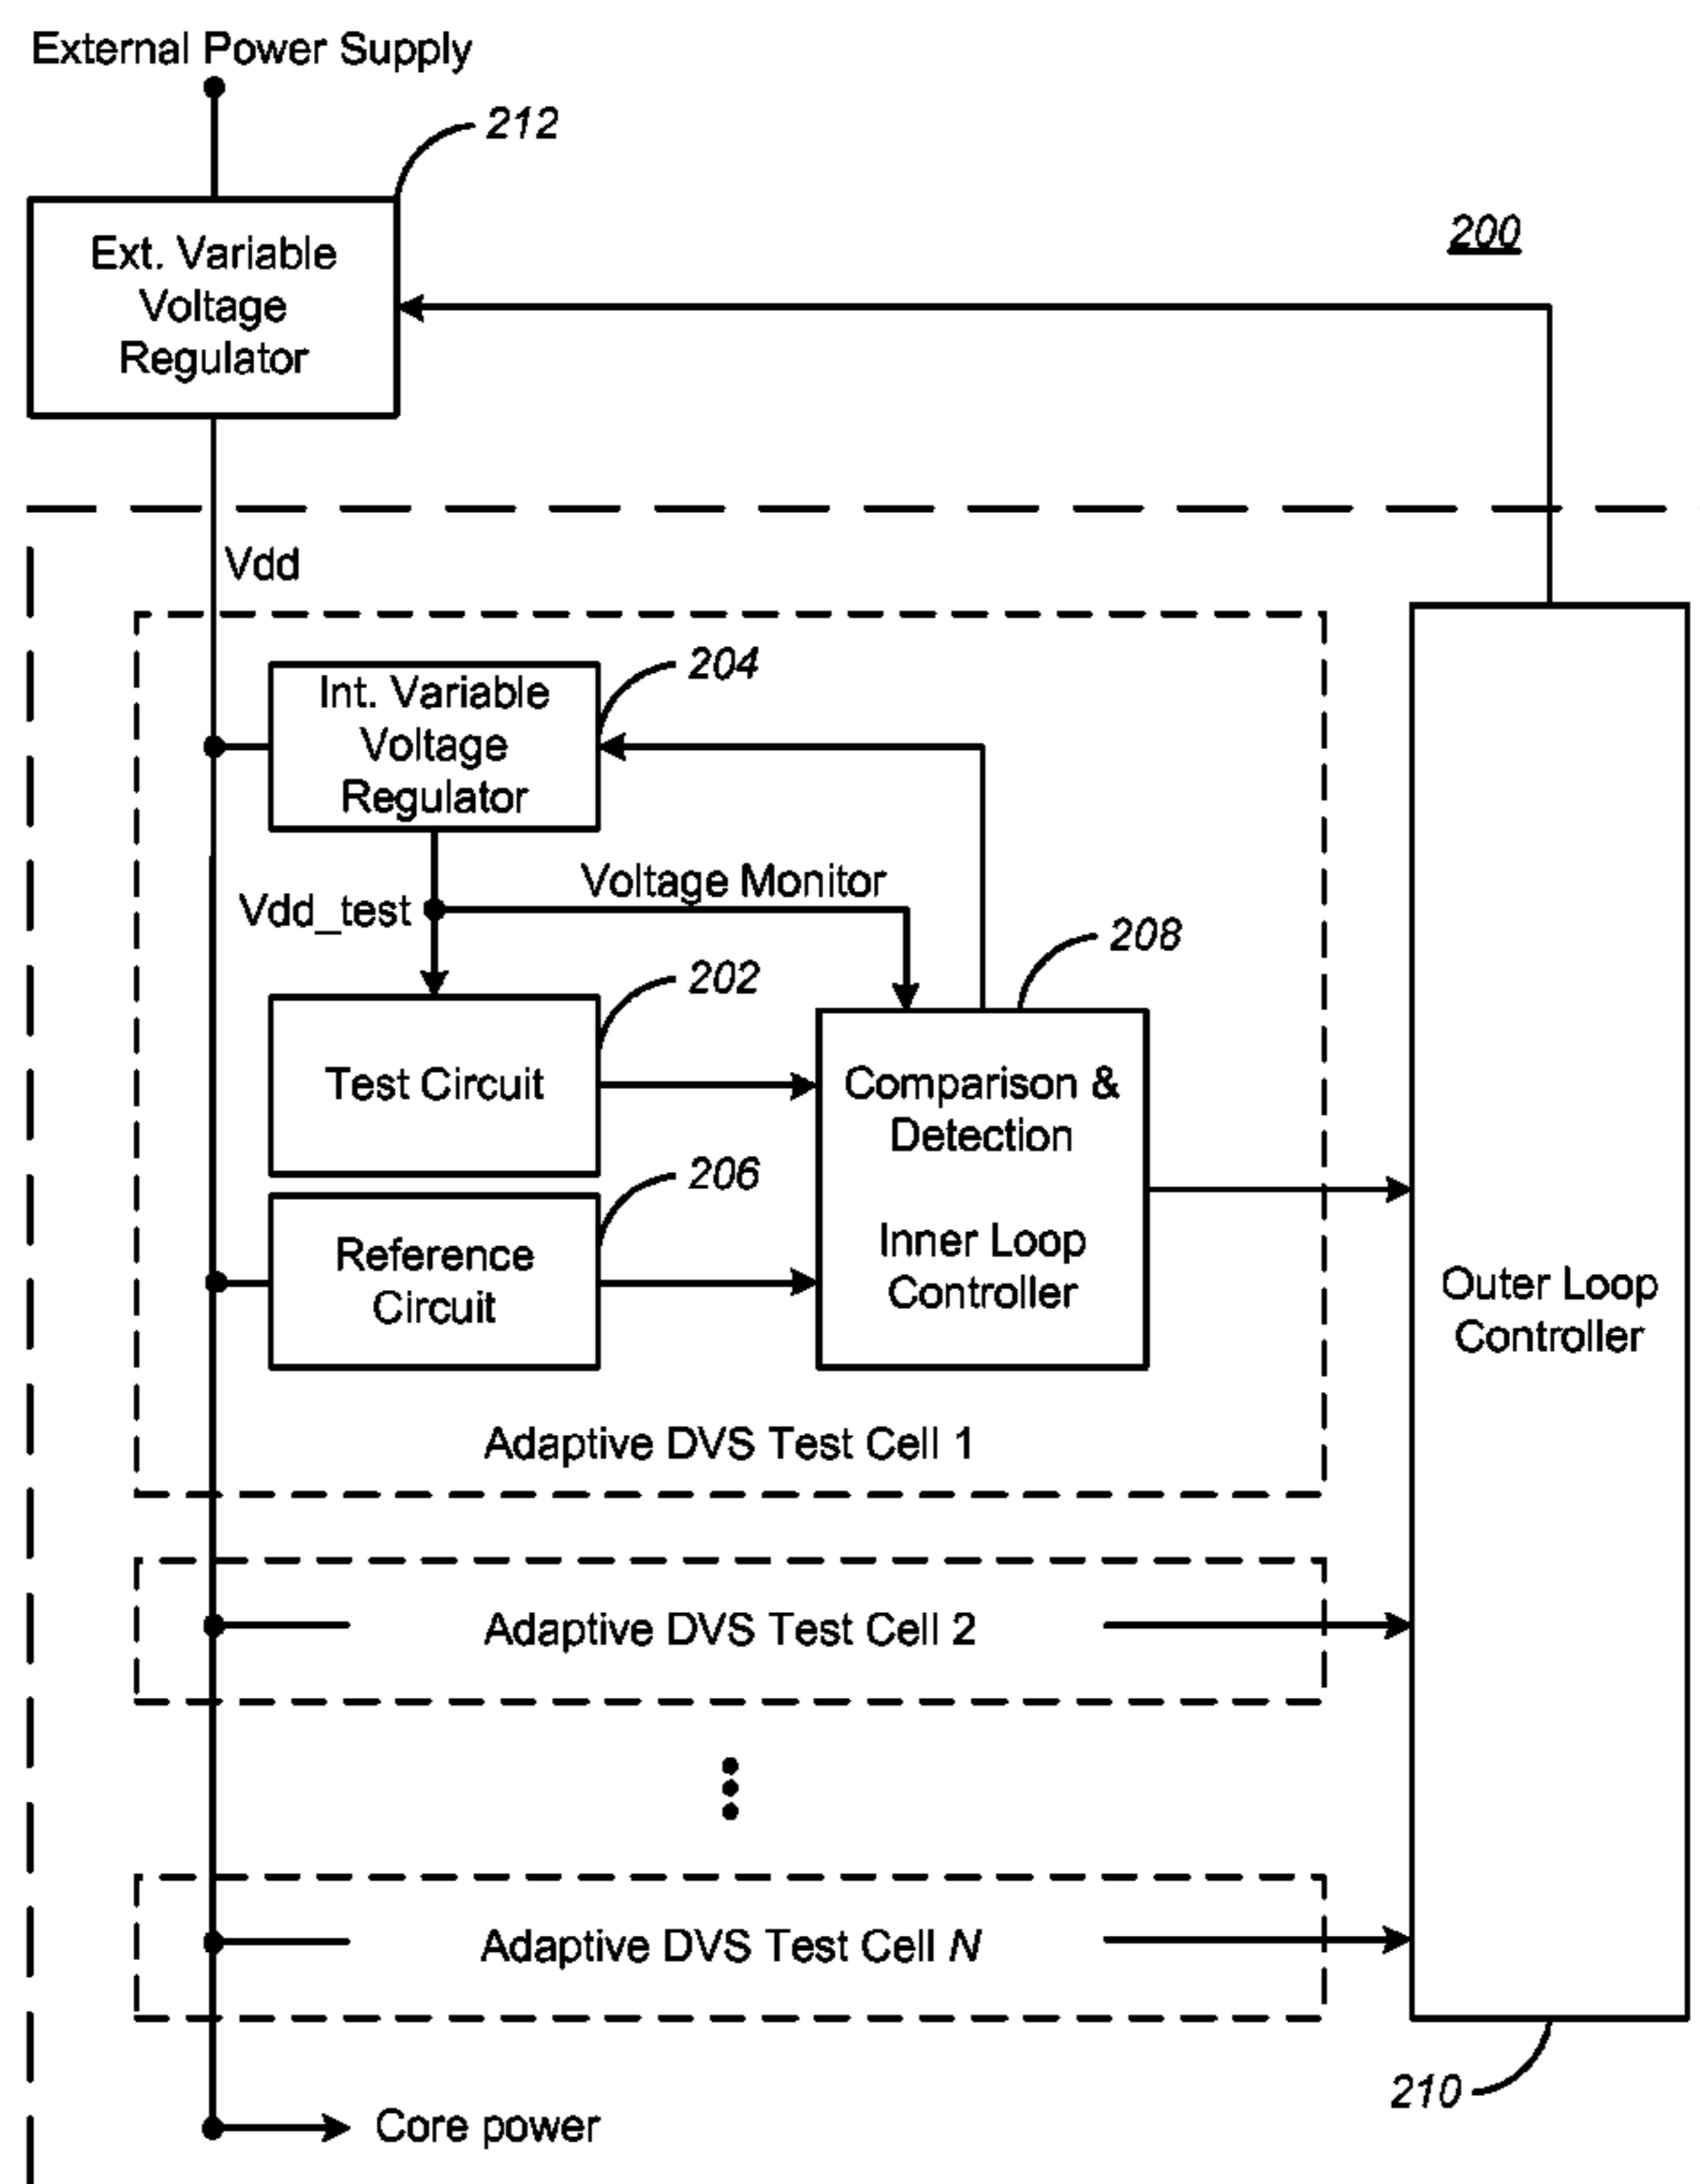 External Power Supply
212
Ext. Variable
Voltage
Regulator
200
Vdd
Int. Variable
Voltage
Regulator
204
Voltage Monitor
Vdd_test
208
202
Test Circuit
Comparison &
Detection
Inner Loop
Controller
206
Reference
Circuit
Outer Loop
Controller
Adaptive DVS Test Cell 1
Adaptive DVS Test Cell 2
Adaptive DVS Test Cell N
210
Core power